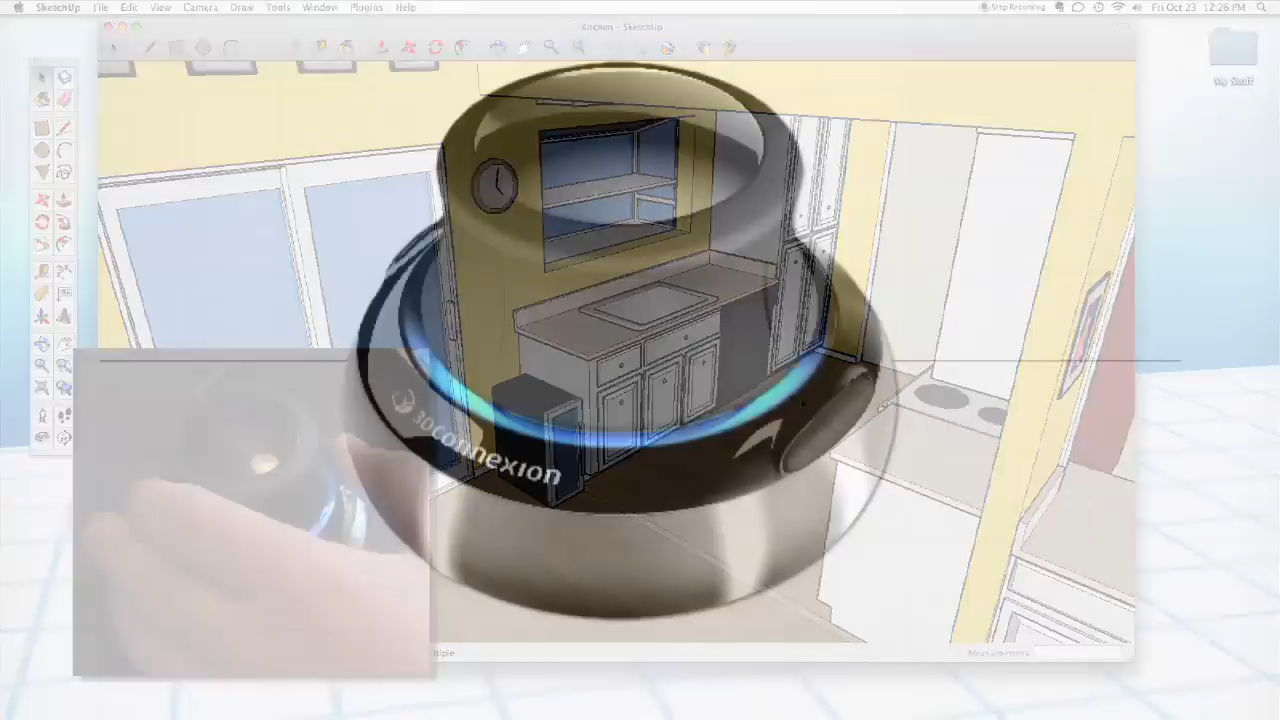 SketchUp File Edit View Camera Draw Tools Window Plugins Help Stop Recording Fri Oct 23 12:26 PM
Kitchen – SketchUp
My Stuff
3Dconnexion
Measurements